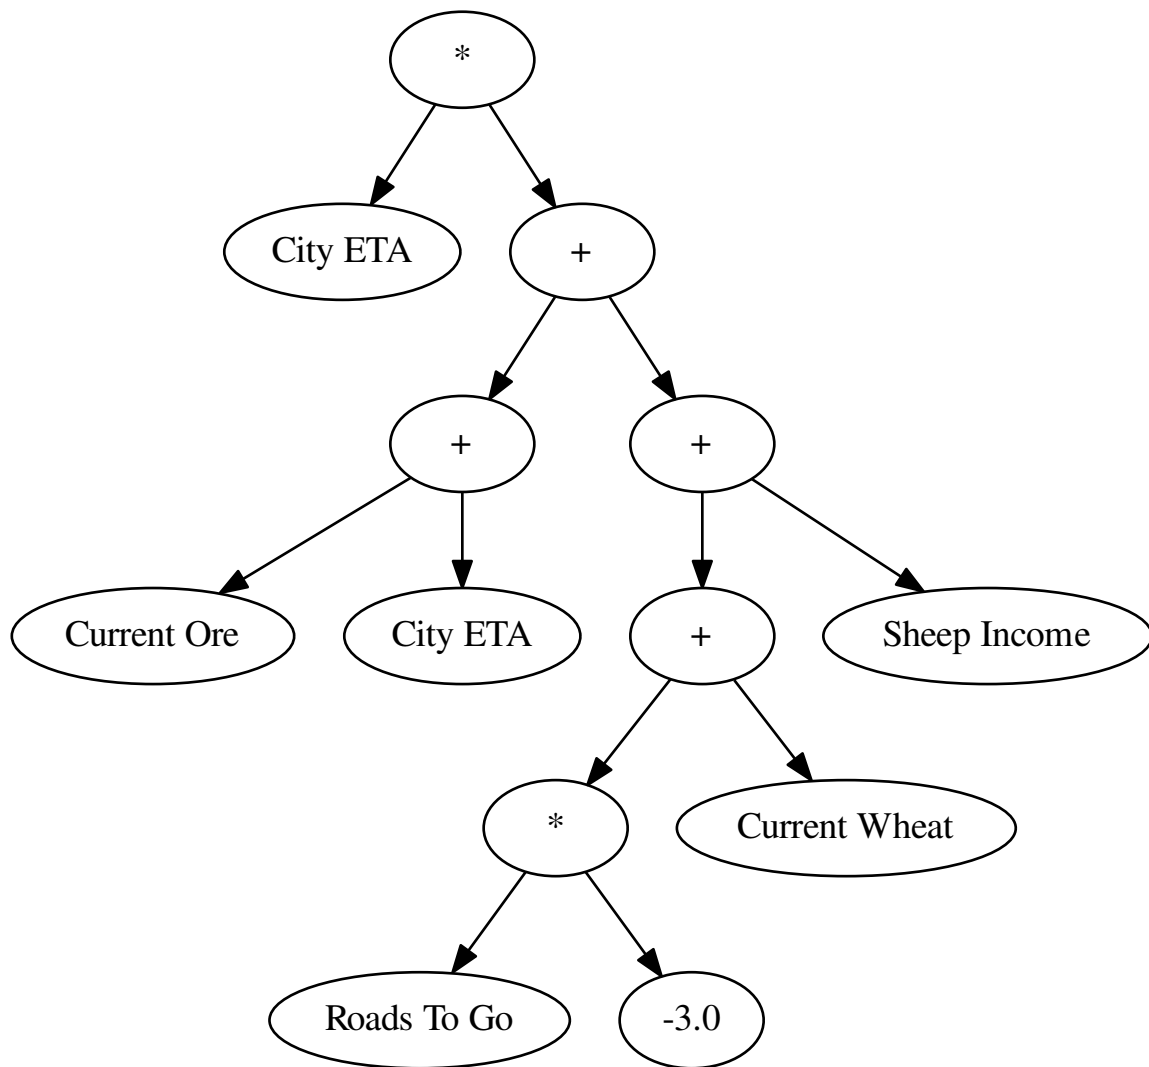 *
City ETA
+
+
+
Current Ore
City ETA
+
Sheep Income
*
Current Wheat
Roads To Go
-3.0